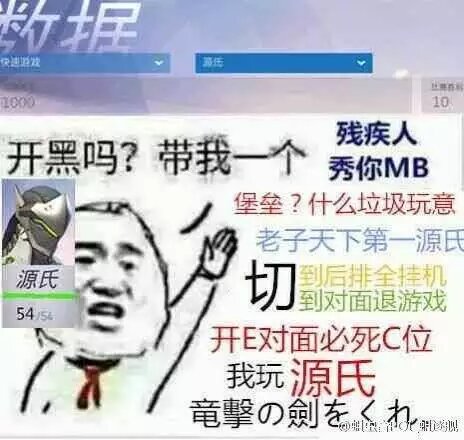 数据
快速游戏
源氏
1000
10
开黑吗？带我一个
残疾人
秀你MB
堡垒？什么垃圾玩意
老子天下第一源氏
切
到后排全挂机
到对面退游戏
源氏
54/54
开E对面必死C位
我玩 源氏
竜撃の劍をくれ